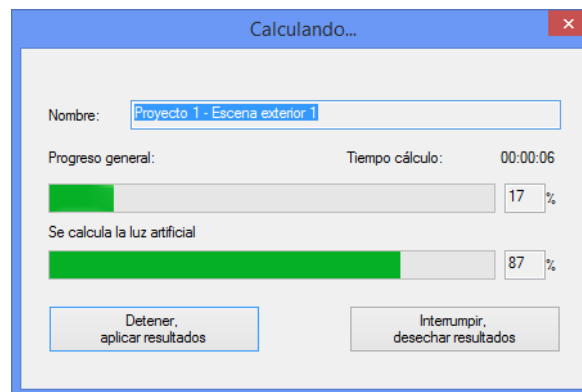 Calculando...
Nombre: Proyecto 1 - Escena exterior 1
Progreso general: Tiempo cálculo: 00:00:06
17 %
Se calcula la luz artificial
87 %
Detener,
aplicar resultados
Interrumpir,
desechar resultados